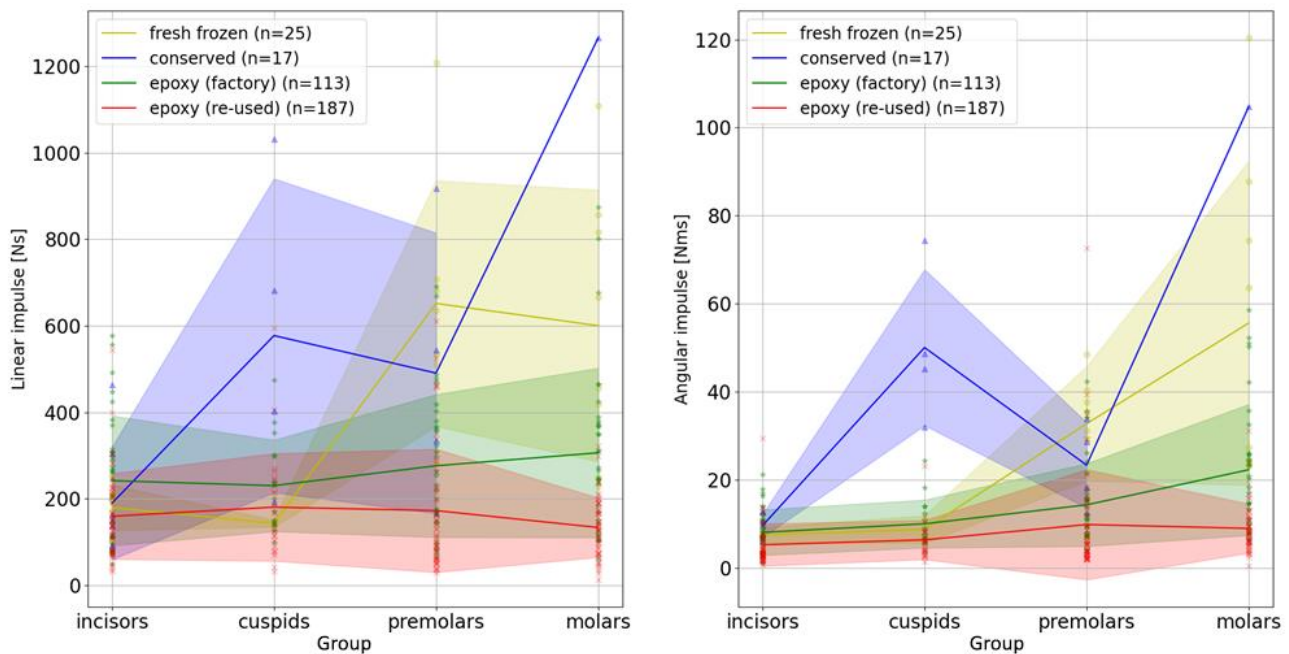 Linear impulse [Ns]
1200
1000
800
600
400
200
0
fresh frozen (n=25)
conserved (n=17)
epoxy (factory) (n=113)
epoxy (re-used) (n=187)
incisors cuspids premolars molars
Group
Angular impulse [Nms]
120
100
80
60
40
20
0
fresh frozen (n=25)
conserved (n=17)
epoxy (factory) (n=113)
epoxy (re-used) (n=187)
incisors cuspids premolars molars
Group